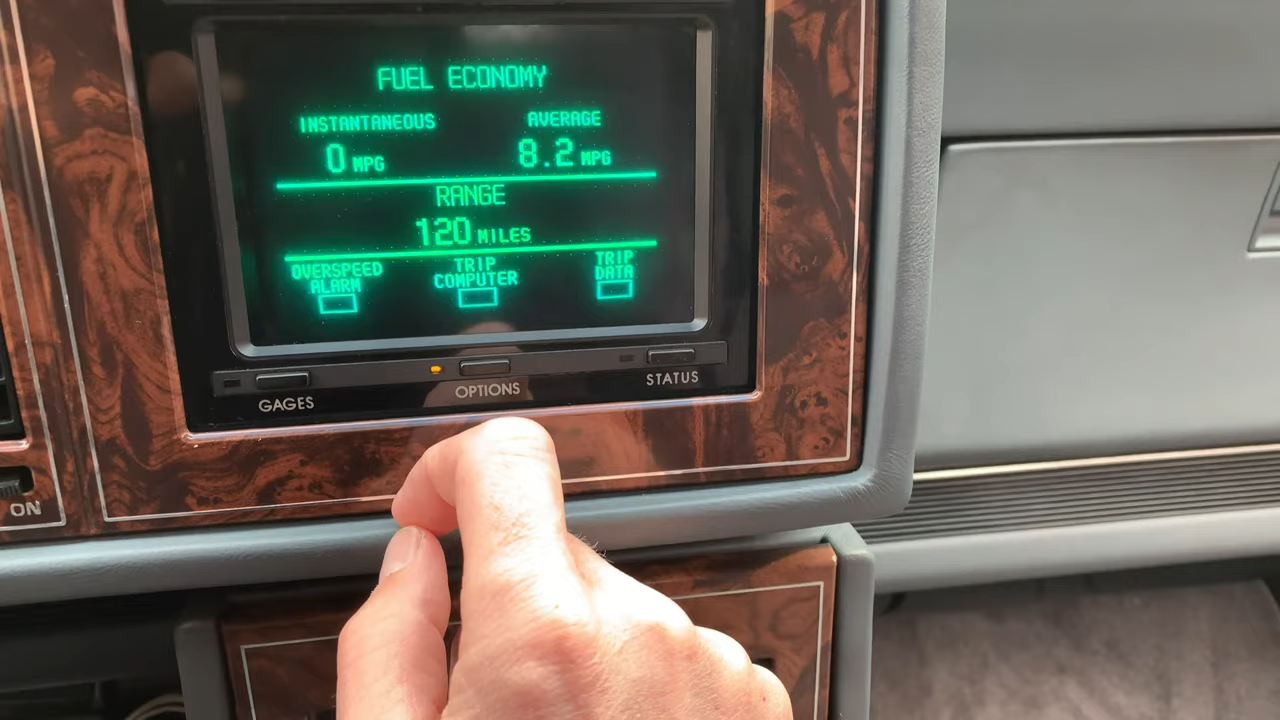 FUEL ECONOMY
INSTANTANEOUS AVERAGE
0 MPG 8.2 MPG
RANGE
120 MILES
OVERSPEED ALARM
TRIP COMPUTER
TRIP DATA
GAGES
OPTIONS
STATUS
ON